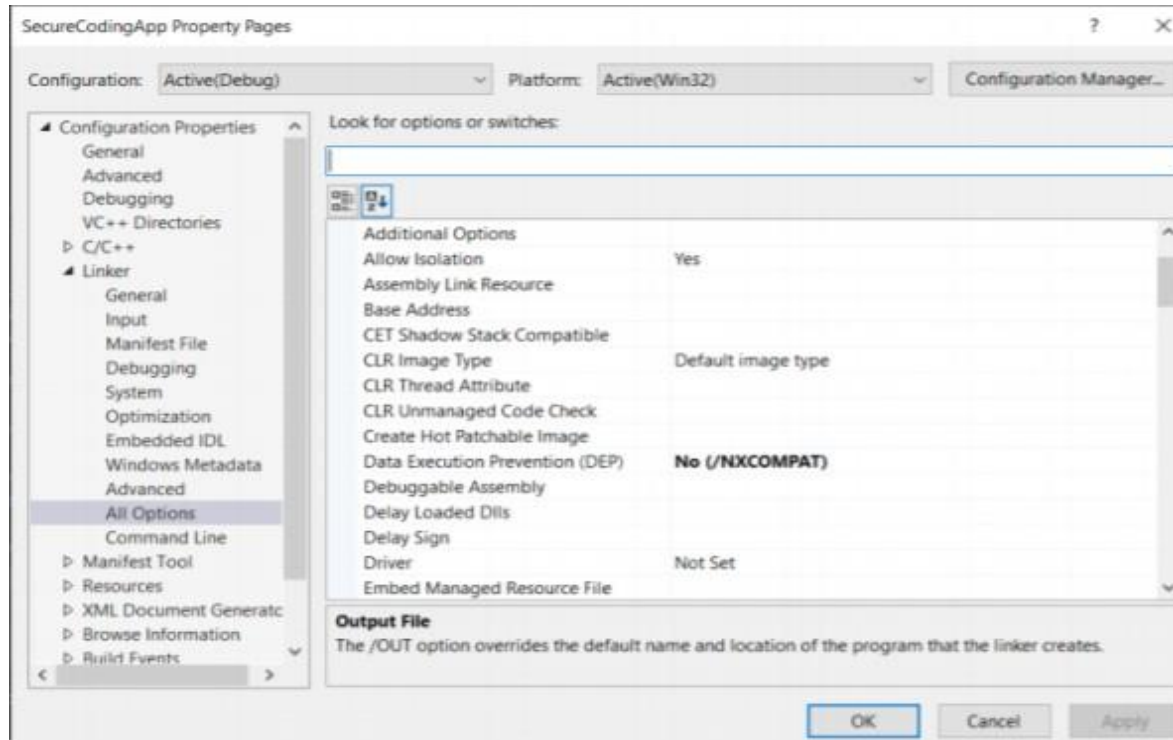 SecureCodingApp Property Pages
?
Configuration: Active(Debug) Platform: Active(Win32) Configuration Manager...
Configuration Properties
General
Advanced
Debugging
VC++ Directories
C/C++
Linker
General
Input
Manifest File
Debugging
System
Optimization
Embedded IDL
Windows Metadata
Advanced
All Options
Command Line
Manifest Tool
Resources
XML Document Generatc
Browse Information
Build Events
Look for options or switches:
Additional Options
Allow Isolation Yes
Assembly Link Resource
Base Address
CET Shadow Stack Compatible
CLR Image Type Default image type
CLR Thread Attribute
CLR Unmanaged Code Check
Create Hot Patchable Image
Data Execution Prevention (DEP) No (/NXCOMPAT)
Debuggable Assembly
Delay Loaded Dlls
Delay Sign
Driver Not Set
Embed Managed Resource File
Output File
The /OUT option overrides the default name and location of the program that the linker creates.
OK Cancel Apply